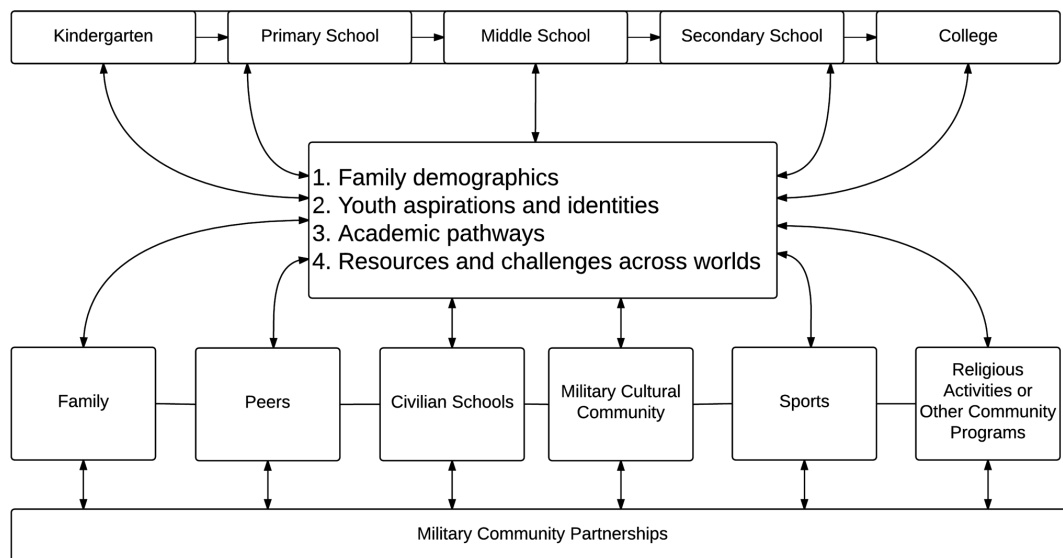 Kindergarten
Primary School
Middle School
Secondary School
College
1. Family demographics
2. Youth aspirations and identities
3. Academic pathways
4. Resources and challenges across worlds
Family
Peers
Civilian Schools
Military Cultural
Community
Sports
Religious
Activities or
Other Community
Programs
Military Community Partnerships